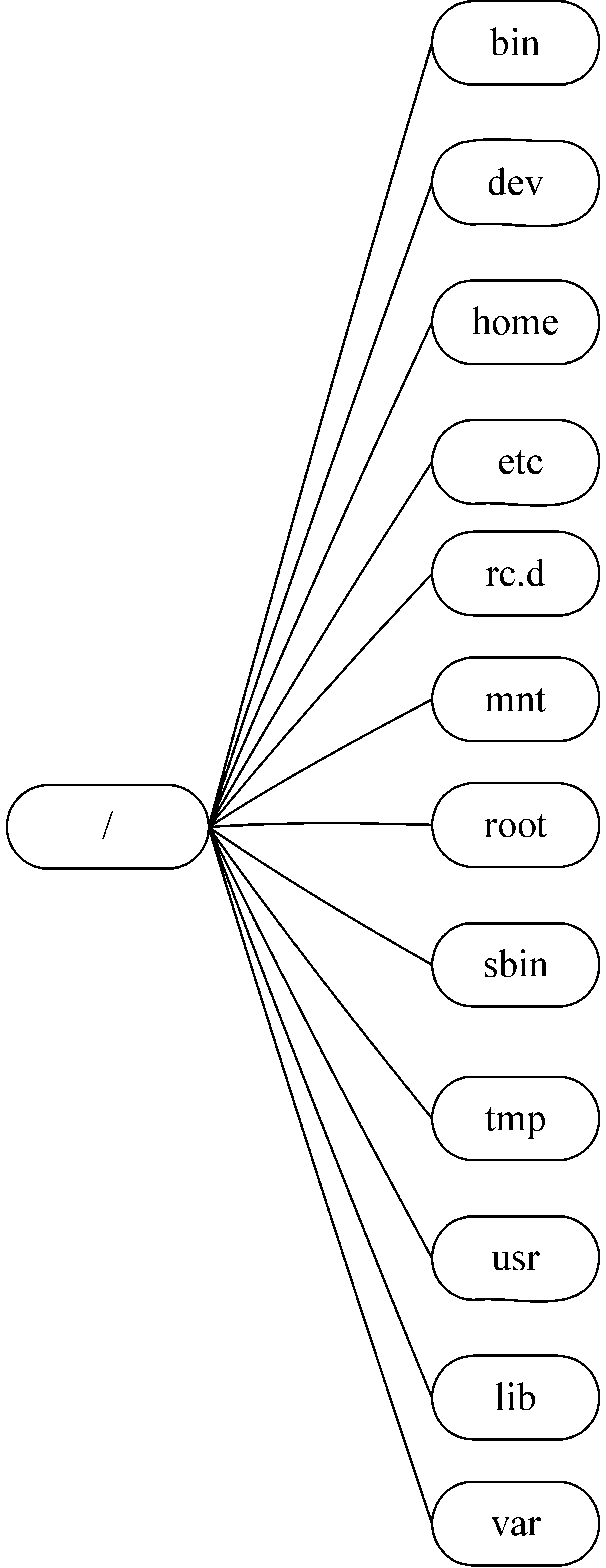 bin
dev
home
etc
rc.d
mnt
/
root
sbin
tmp
usr
lib
var